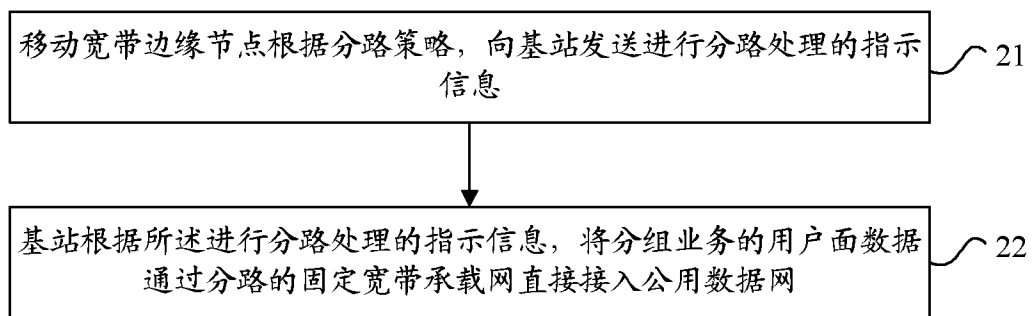 移动宽带边缘节点根据分路策略，向基站发送进行分路处理的指示
信息
21
基站根据所述进行分路处理的指示信息，将分组业务的用户面数据
通过分路的固定宽带承载网直接接入公用数据网
22